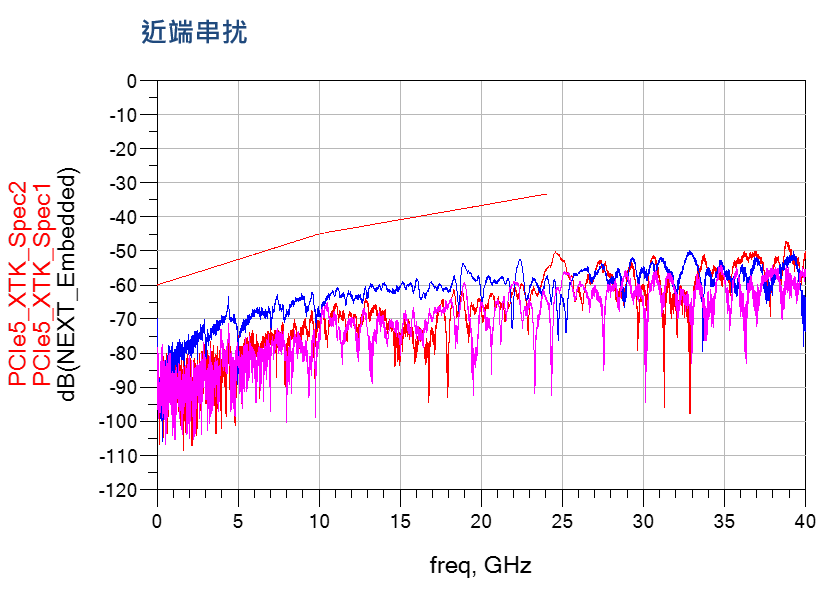 近端串扰
PCIe5_XTK_Spec2
PCIe5_XTK_Spec1
dB(NEXT_Embedded)
0
-10
-20
-30
-40
-50
-60
-70
-80
-90
-100
-110
-120
0 5 10 15 20 25 30 35 40
freq, GHz